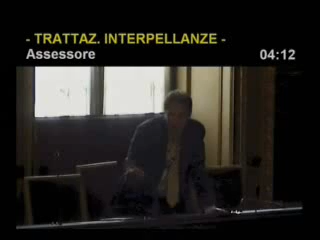 - TRATTAZ. INTERPELLANZE -
Assessore 04:12